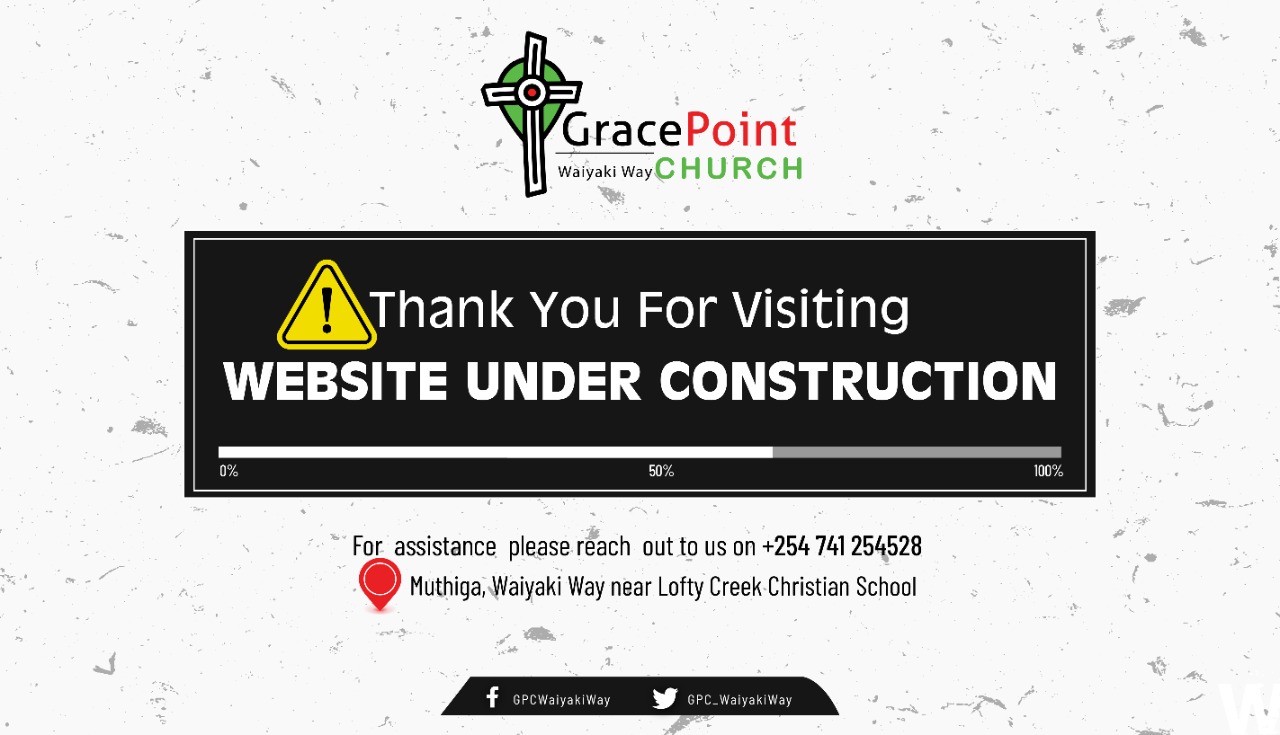 GracePoint
Waiyaki Way CHURCH
Thank You For Visiting
WEBSITE UNDER CONSTRUCTION
0% 50% 100%
For assistance please reach out to us on +254 741 254528
Muthiga, Waiyaki Way near Lofty Creek Christian School
GPCWaiyakiWay GPC_WaiyakiWay
W